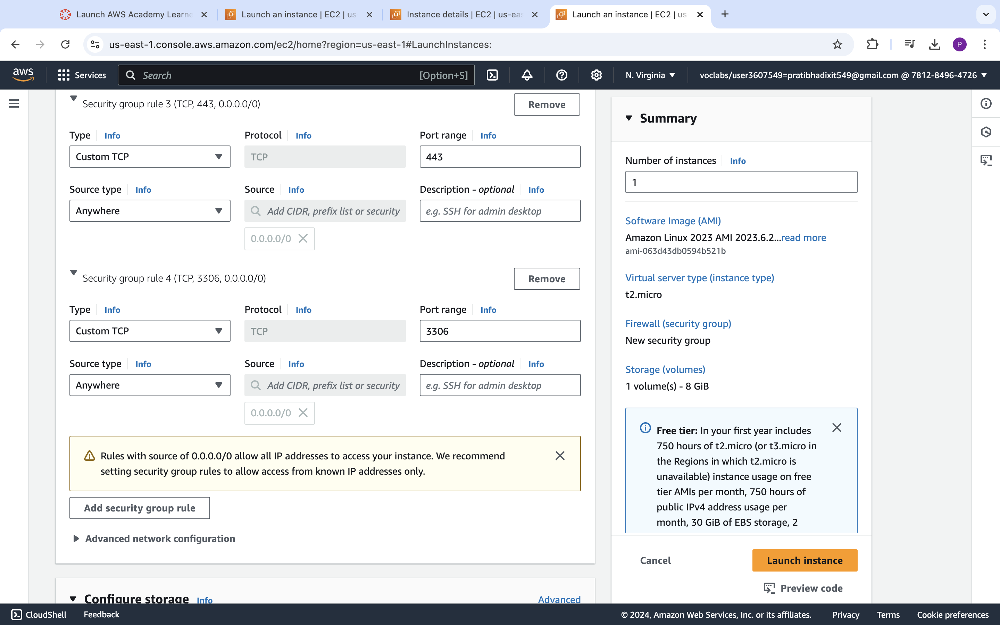 Launch AWS Academy Learne
Launch an instance | EC2 | us
Instance details | EC2 | us-eas
Launch an instance | EC2 | us
us-east-1.console.aws.amazon.com/ec2/home?region=us-east-1#LaunchInstances:
P
aws
Services
Search
[Option+S]
N. Virginia
voclabs/user3607549=pratibhadixit549@gmail.com @ 7812-8496-4726
Security group rule 3 (TCP, 443, 0.0.0.0/0)
Remove
Type Info
Protocol Info
Port range Info
Custom TCP
TCP
443
Source type Info
Source Info
Description - optional Info
Anywhere
Add CIDR, prefix list or security
e.g. SSH for admin desktop
0.0.0.0/0
Security group rule 4 (TCP, 3306, 0.0.0.0/0)
Remove
Type Info
Protocol Info
Port range Info
Custom TCP
TCP
3306
Source type Info
Source Info
Description - optional Info
Anywhere
Add CIDR, prefix list or security
e.g. SSH for admin desktop
0.0.0.0/0
Rules with source of 0.0.0.0/0 allow all IP addresses to access your instance. We recommend
setting security group rules to allow access from known IP addresses only.
Add security group rule
Advanced network configuration
Configure storage Info
Advanced
Summary
Number of instances Info
1
Software Image (AMI)
Amazon Linux 2023 AMI 2023.6.2...read more
ami-063d43db0594b521b
Virtual server type (instance type)
t2.micro
Firewall (security group)
New security group
Storage (volumes)
1 volume(s) - 8 GiB
Free tier: In your first year includes
750 hours of t2.micro (or t3.micro in
the Regions in which t2.micro is
unavailable) instance usage on free
tier AMIs per month, 750 hours of
public IPv4 address usage per
month, 30 GiB of EBS storage, 2
Cancel
Launch instance
Preview code
CloudShell
Feedback
© 2024, Amazon Web Services, Inc. or its affiliates.
Privacy
Terms
Cookie preferences